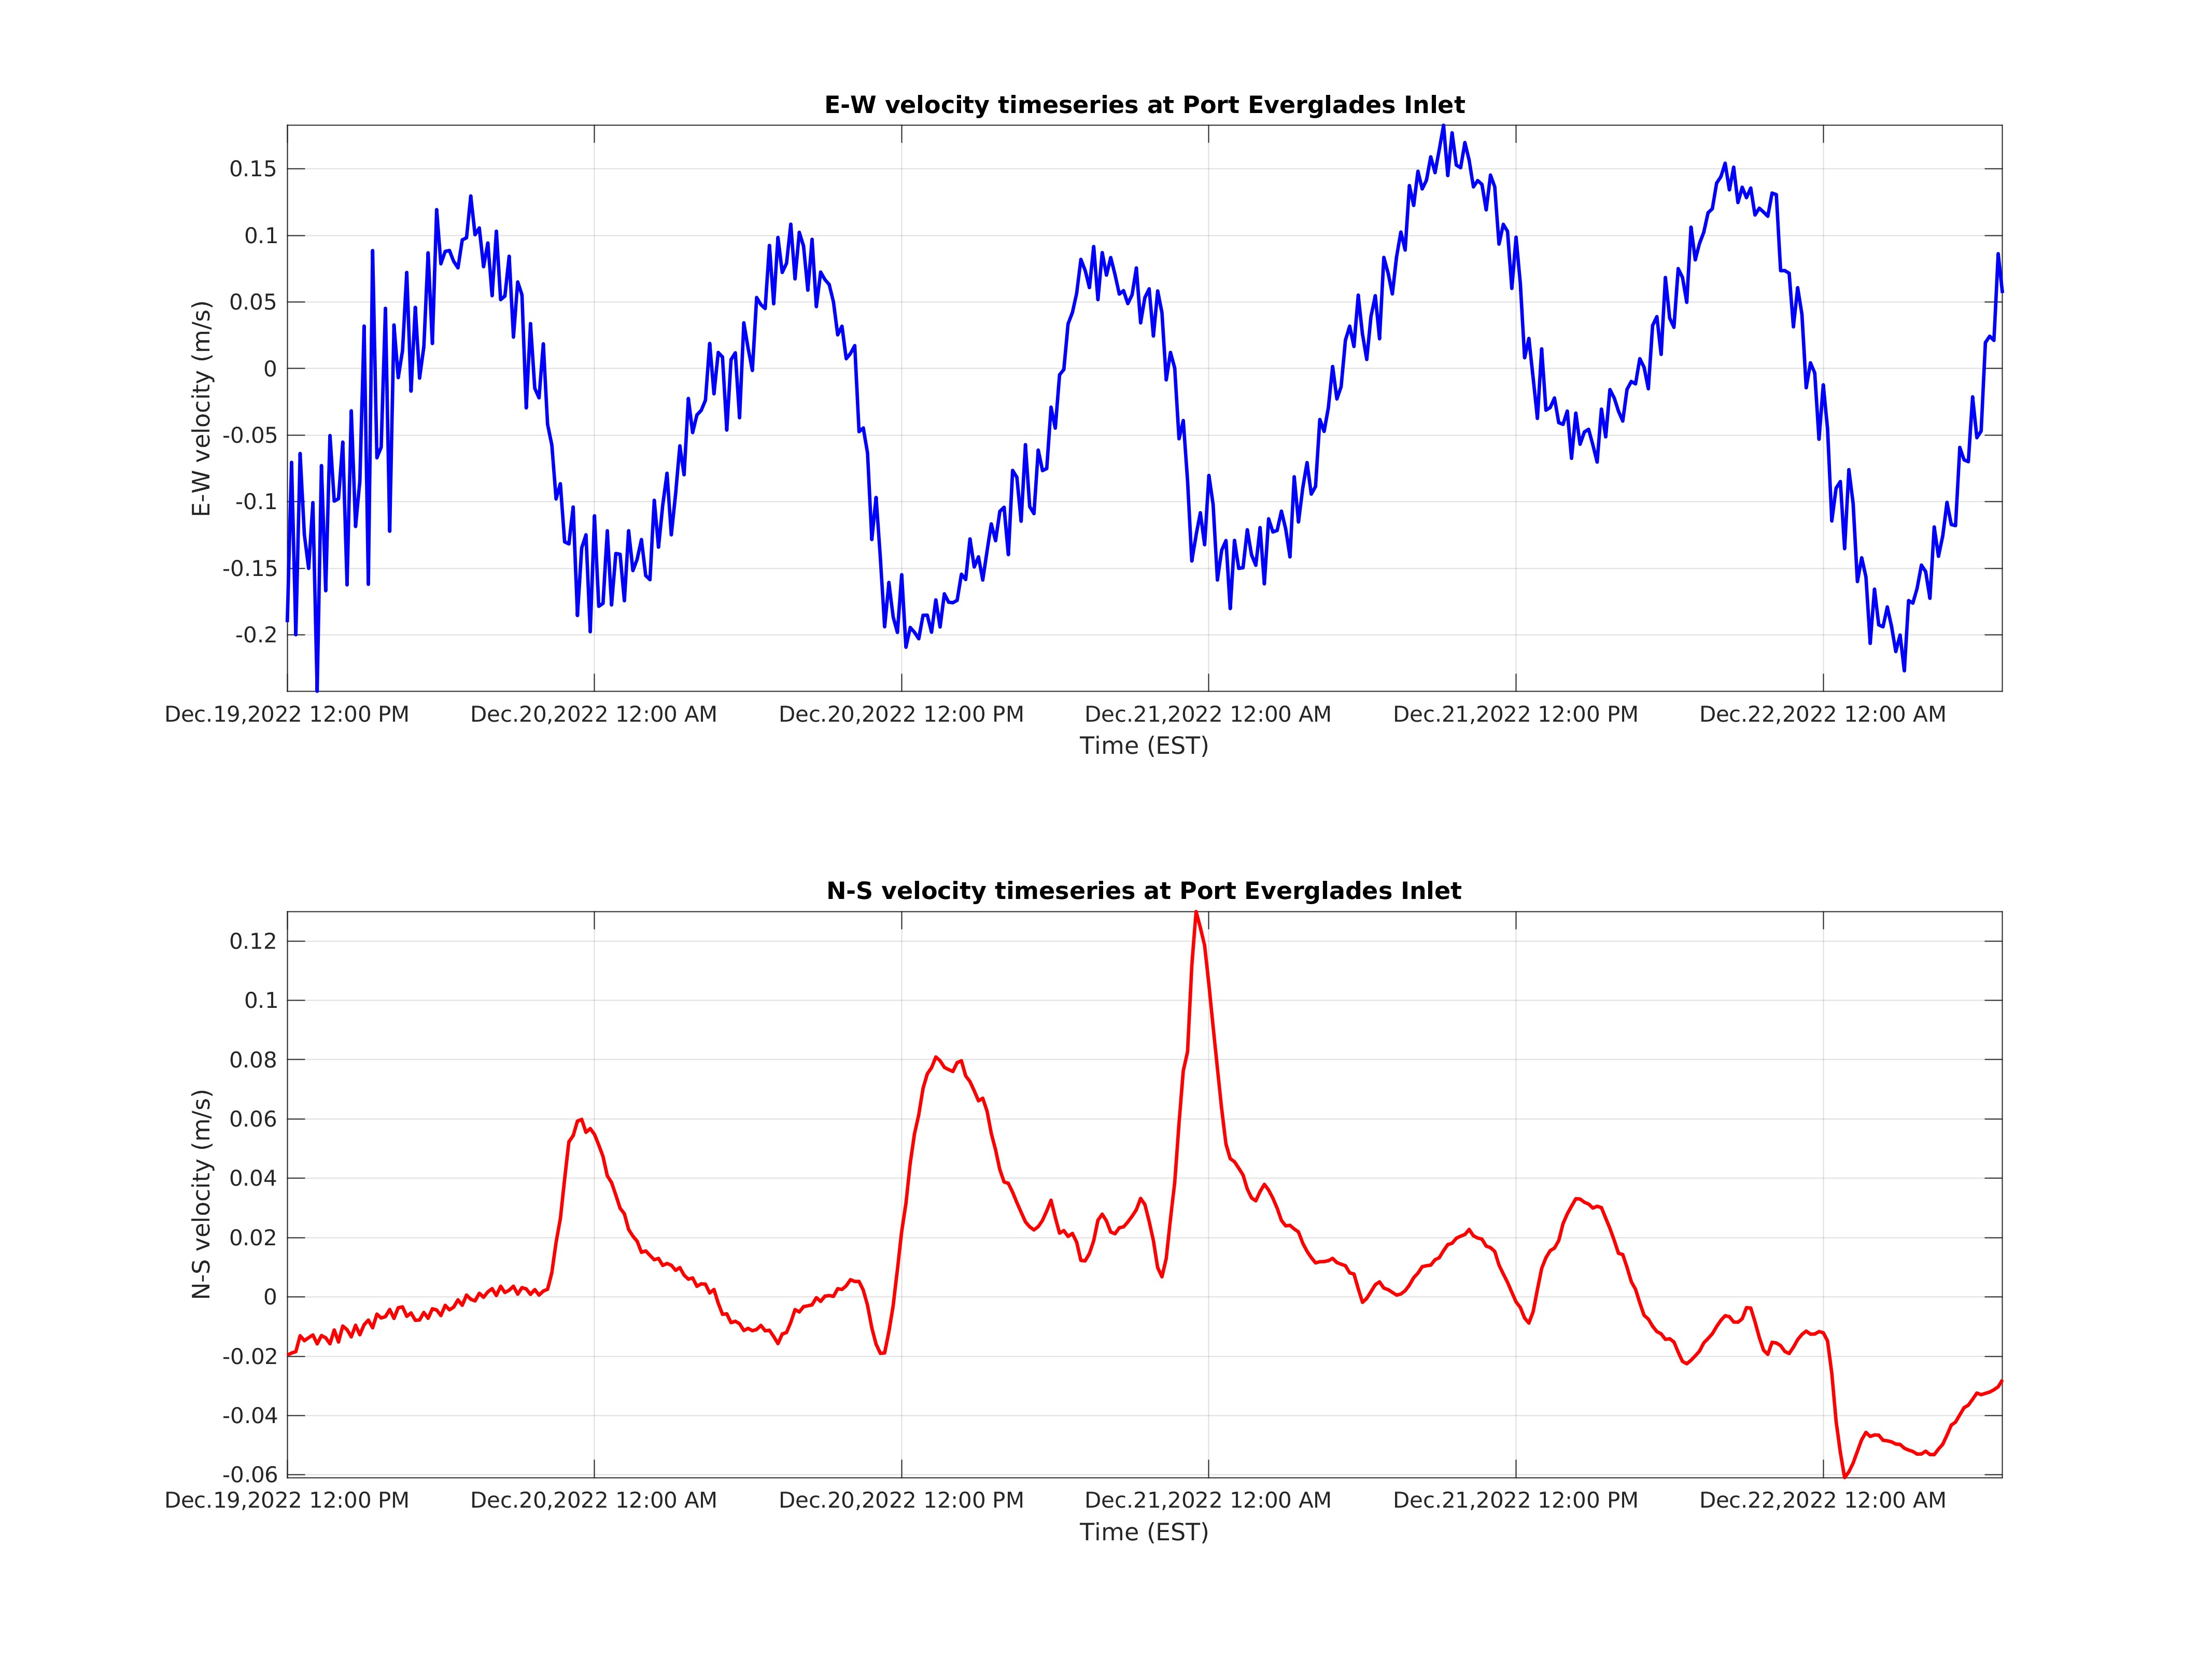 E-W velocity timeseries at Port Everglades Inlet
E-W velocity (m/s)
0.15
0.1
0.05
0
-0.05
-0.1
-0.15
-0.2
Dec.19,2022 12:00 PM Dec.20,2022 12:00 AM Dec.20,2022 12:00 PM Dec.21,2022 12:00 AM Dec.21,2022 12:00 PM Dec.22,2022 12:00 AM
Time (EST)
N-S velocity timeseries at Port Everglades Inlet
N-S velocity (m/s)
0.12
0.1
0.08
0.06
0.04
0.02
0
-0.02
-0.04
-0.06
Dec.19,2022 12:00 PM Dec.20,2022 12:00 AM Dec.20,2022 12:00 PM Dec.21,2022 12:00 AM Dec.21,2022 12:00 PM Dec.22,2022 12:00 AM
Time (EST)